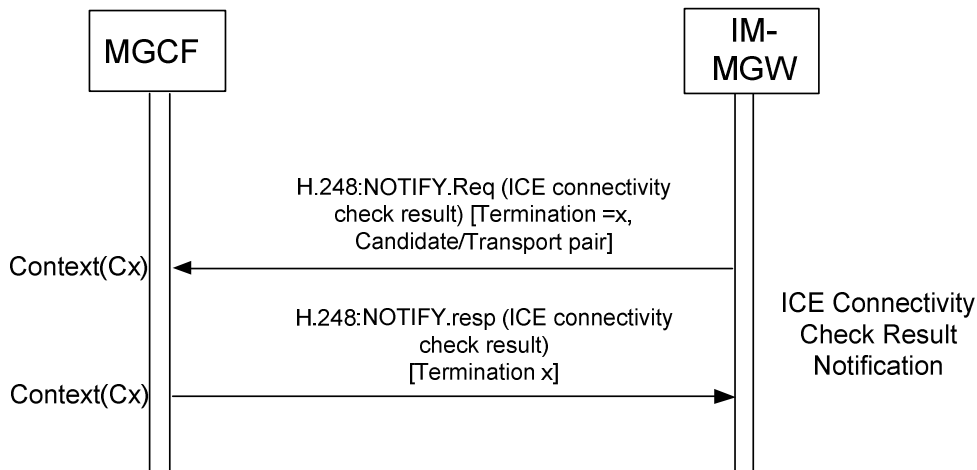 MGCF
IM-
MGW
H.248:NOTIFY.Req (ICE connectivity
check result) [Termination =x,
Candidate/Transport pair]
Context(Cx)
H.248:NOTIFY.resp (ICE connectivity
check result)
[Termination x]
Context(Cx)
ICE Connectivity
Check Result
Notification